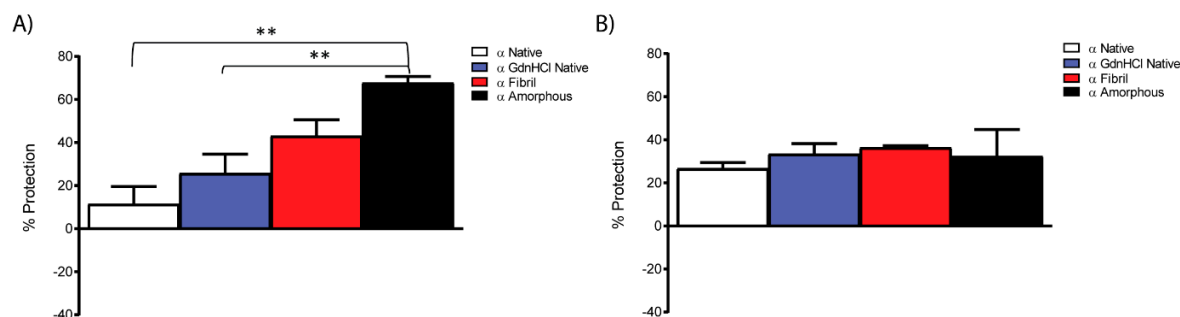 A)
**
**
80
60
40
20
0
-20
-40
% Protection
α Native
α GdnHCl Native
α Fibril
α Amorphous
B)
80
60
40
20
0
-20
-40
% Protection
α Native
α GdnHCl Native
α Fibril
α Amorphous